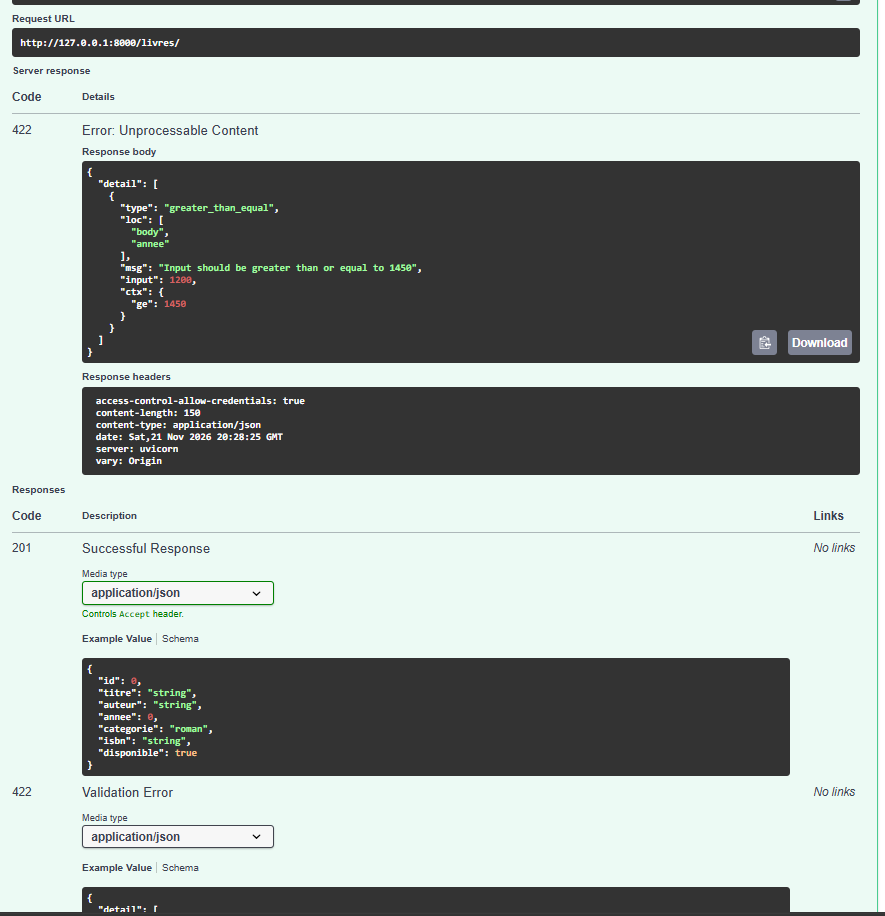 Request URL
http://127.0.0.1:8000/livres/
Server response
Code Details
422 Error: Unprocessable Content
Response body
{
  "detail": [
    {
      "type": "greater_than_equal",
      "loc": [
        "body",
        "annee"
      ],
      "msg": "Input should be greater than or equal to 1450",
      "input": 1200,
      "ctx": {
        "ge": 1450
      }
    }
  ]
}
Download
Response headers
access-control-allow-credentials: true
content-length: 150
content-type: application/json
date: Sat,21 Nov 2026 20:28:25 GMT
server: uvicorn
vary: Origin
Responses
Code Description Links
201 Successful Response No links
Media type
application/json
Controls Accept header.
Example Value Schema
{
  "id": 0,
  "titre": "string",
  "auteur": "string",
  "annee": 0,
  "categorie": "roman",
  "isbn": "string",
  "disponible": true
}
422 Validation Error No links
Media type
application/json
Example Value Schema
{
  "detail": [